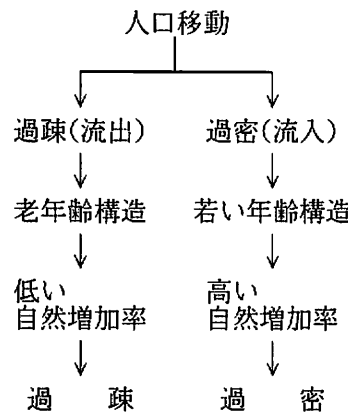 人口移動
過疎(流出) 過密(流入)
老年齢構造 若い年齢構造
低い 高い
自然増加率 自然増加率
過 疎 過 密